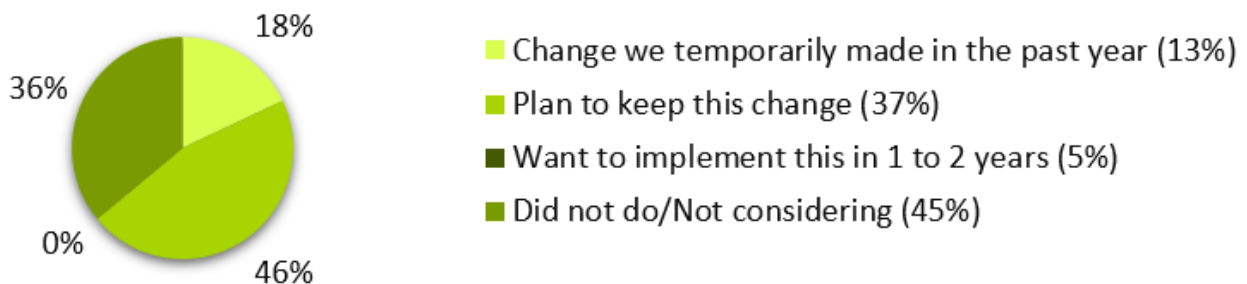 18%
36%
0%
46%
Change we temporarily made in the past year (13%)
Plan to keep this change (37%)
Want to implement this in 1 to 2 years (5%)
Did not do/Not considering (45%)